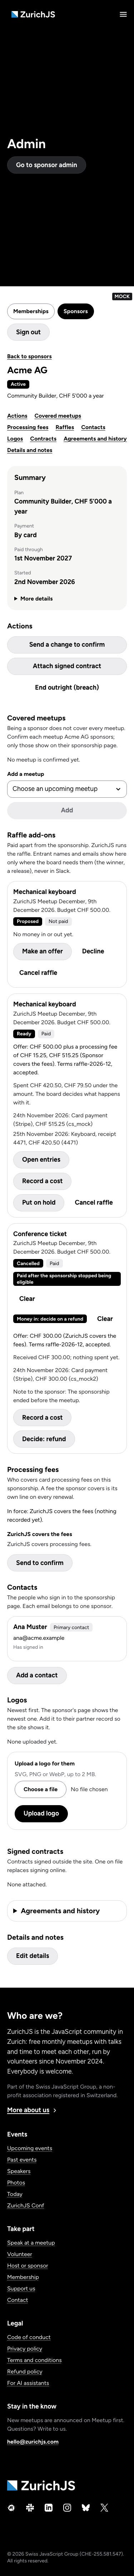 ZurichJS
Admin
Go to sponsor admin
MOCK
Memberships
Sponsors
Sign out
Back to sponsors
Acme AG
Active
Community Builder, CHF 5'000 a year
Actions
Covered meetups
Processing fees
Raffles
Contacts
Logos
Contracts
Agreements and history
Details and notes
Summary
Plan
Community Builder, CHF 5'000 a
year
Payment
By card
Paid through
1st November 2027
Started
2nd November 2026
More details
Actions
Send a change to confirm
Attach signed contract
End outright (breach)
Covered meetups
Being a sponsor does not cover every meetup.
Confirm each meetup Acme AG sponsors;
only those show on the sponsorship page.
No meetup is confirmed yet.
Add a meetup
Choose an upcoming meetup
Add
Raffle add-ons
Paid apart from the sponsorship. ZurichJS runs
the raffle. Entrant names and emails show here
only where the board needs them (the winner,
a release), never in Slack.
Mechanical keyboard
ZurichJS Meetup December, 9th
December 2026. Budget CHF 500.00.
Proposed
Not paid
No money in or out yet.
Make an offer
Decline
Cancel raffle
Mechanical keyboard
ZurichJS Meetup December, 9th
December 2026. Budget CHF 500.00.
Ready
Paid
Offer: CHF 500.00 plus a processing fee
of CHF 15.25, CHF 515.25 (Sponsor
covers the fee). Terms raffle-2026-12,
accepted.
Spent CHF 420.50, CHF 79.50 under the
amount. The board decides what happens
with it.
24th November 2026: Card payment
(Stripe), CHF 515.25 (cs_mock)
25th November 2026: Keyboard, receipt
4471, CHF 420.50 (4471)
Open entries
Record a cost
Put on hold
Cancel raffle
Conference ticket
ZurichJS Meetup December, 9th
December 2026. Budget CHF 500.00.
Cancelled
Paid
Paid after the sponsorship stopped being
eligible
Clear
Money in: decide on a refund
Clear
Offer: CHF 300.00 (ZurichJS covers the
fee). Terms raffle-2026-12, accepted.
Received CHF 300.00, nothing spent yet.
24th November 2026: Card payment
(Stripe), CHF 300.00 (cs_mock2)
Note to the sponsor: The sponsorship
ended before the meetup.
Record a cost
Decide: refund
Processing fees
Who covers card processing fees on this
sponsorship. A fee the sponsor covers is its
own line on every renewal.
In force: ZurichJS covers the fees (nothing
recorded yet).
ZurichJS covers the fees
ZurichJS covers processing fees.
Send to confirm
Contacts
The people who sign in to the sponsorship
page. Each email belongs to one sponsor.
Ana Muster
Primary contact
ana@acme.example
Has signed in
Add a contact
Logos
Newest first. The sponsor's page shows the
newest one. Add it to their partner record so
the site shows it.
None uploaded yet.
Upload a logo for them
SVG, PNG or WebP, up to 2 MB.
Choose a file
No file chosen
Upload logo
Signed contracts
Contracts signed outside the site. One on file
replaces signing online.
None attached.
Agreements and history
Details and notes
Edit details
Who are we?
ZurichJS is the JavaScript community in
Zurich: free monthly meetups with talks
and time to meet each other, run by
volunteers since November 2024.
Everybody is welcome.
Part of the Swiss JavaScript Group, a non-
profit association registered in Switzerland.
More about us
Events
Upcoming events
Past events
Speakers
Photos
Today
ZurichJS Conf
Take part
Speak at a meetup
Volunteer
Host or sponsor
Membership
Support us
Contact
Legal
Code of conduct
Privacy policy
Terms and conditions
Refund policy
For AI assistants
Stay in the know
New meetups are announced on Meetup first.
Questions? Write to us.
hello@zurichjs.com
ZurichJS
© 2026 Swiss JavaScript Group (CHE-255.581.547)
All rights reserved.